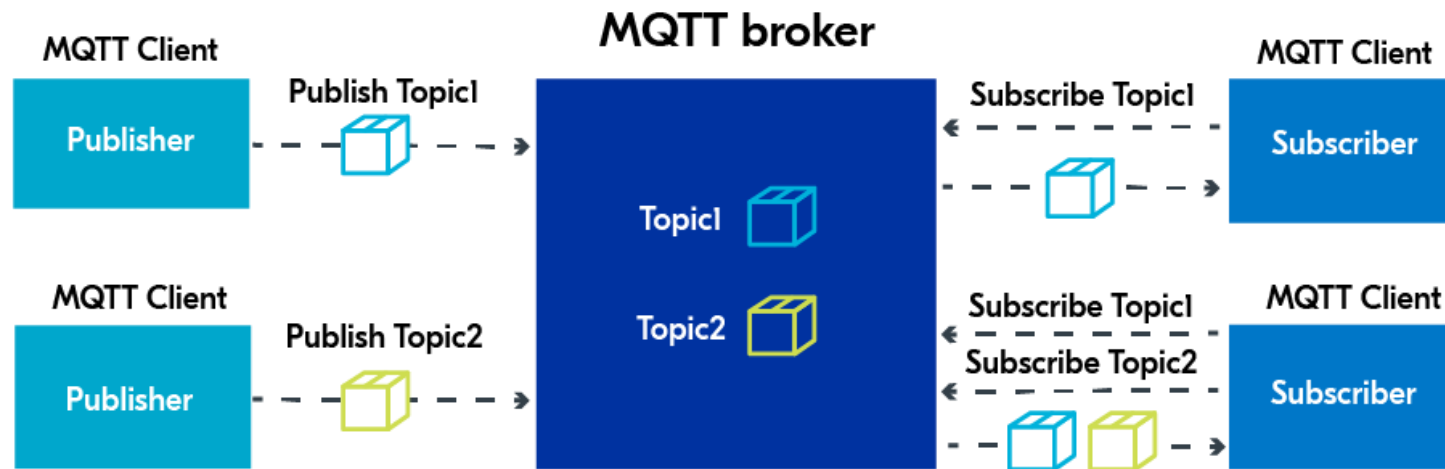 MQTT broker
MQTT Client
Publisher
Publish Topic1
MQTT Client
Publisher
Publish Topic2
Topic1
Topic2
Subscribe Topic1
MQTT Client
Subscriber
Subscribe Topic1
Subscribe Topic2
MQTT Client
Subscriber